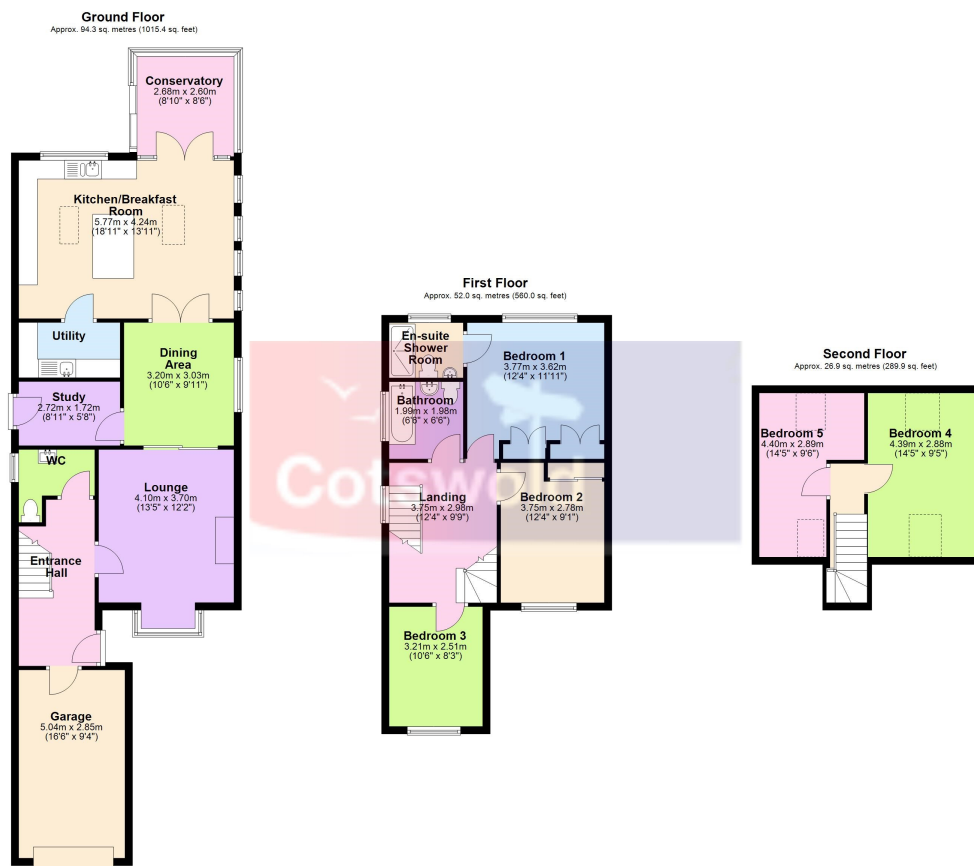 Ground Floor
Approx. 94.3 sq. metres (1015.4 sq. feet)
Conservatory
2.68m x 2.60m
(8'10" x 8'6")
Kitchen/Breakfast
Room
5.77m x 4.24m
(18'11" x 13'11")
Utility
Dining
Area
3.20m x 3.03m
(10'6" x 9'11")
Study
2.72m x 1.72m
(8'11" x 5'8")
WC
Lounge
4.10m x 3.70m
(13'5" x 12'2")
Entrance
Hall
Garage
5.04m x 2.85m
(16'6" x 9'4")
First Floor
Approx. 52.0 sq. metres (560.0 sq. feet)
En-suite
Shower
Room
Bedroom 1
3.77m x 3.62m
(12'4" x 11'11")
Bathroom
1.99m x 1.98m
(6'6" x 6'6")
Landing
3.75m x 2.98m
(12'4" x 9'9")
Bedroom 2
3.75m x 2.78m
(12'4" x 9'1")
Bedroom 3
3.21m x 2.51m
(10'6" x 8'3")
Cotswold
Second Floor
Approx. 26.9 sq. metres (289.9 sq. feet)
Bedroom 5
4.40m x 2.89m
(14'5" x 9'6")
Bedroom 4
4.39m x 2.88m
(14'5" x 9'5")